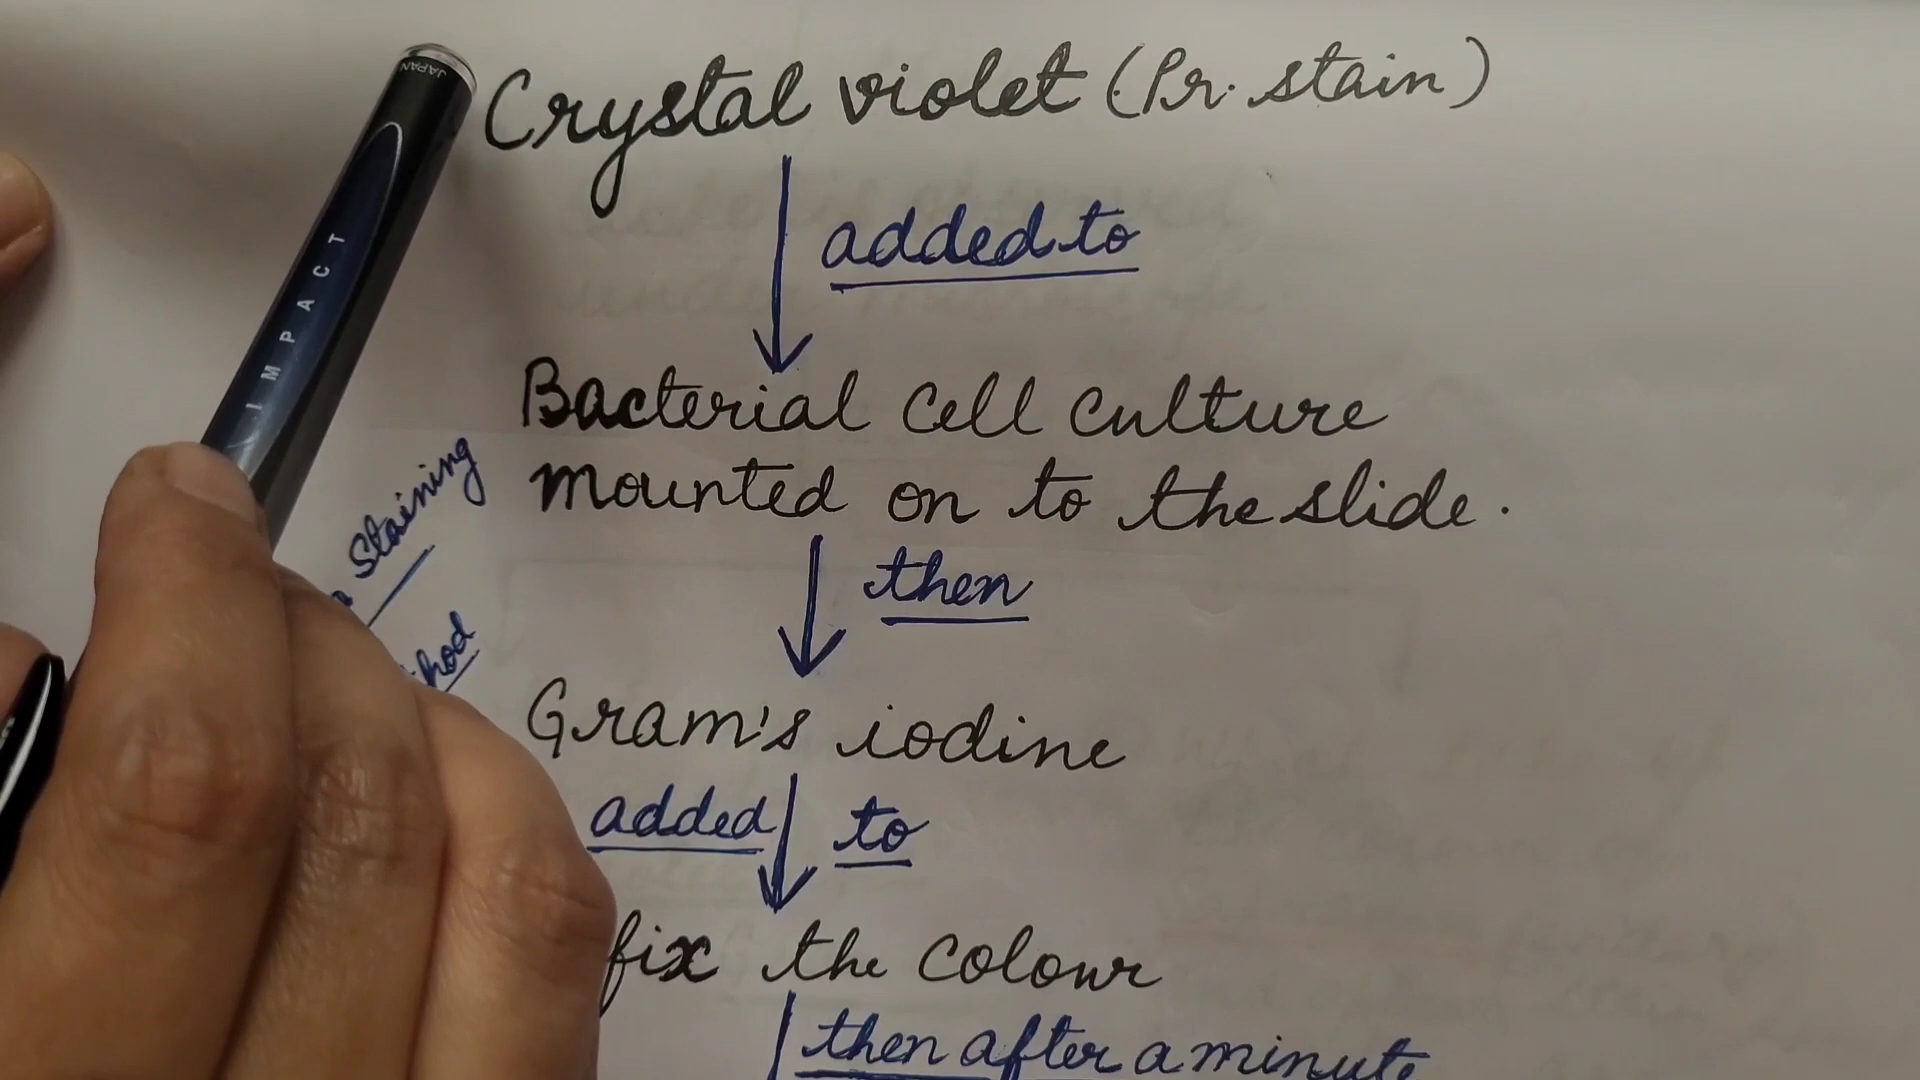 JAPAN
IMPACT
Crystal violet (Pr. stain)
added to
Bacterial cell culture
mounted on to the slide.
Staining
then
Gram's iodine
added to
fix the colour
then after a minute